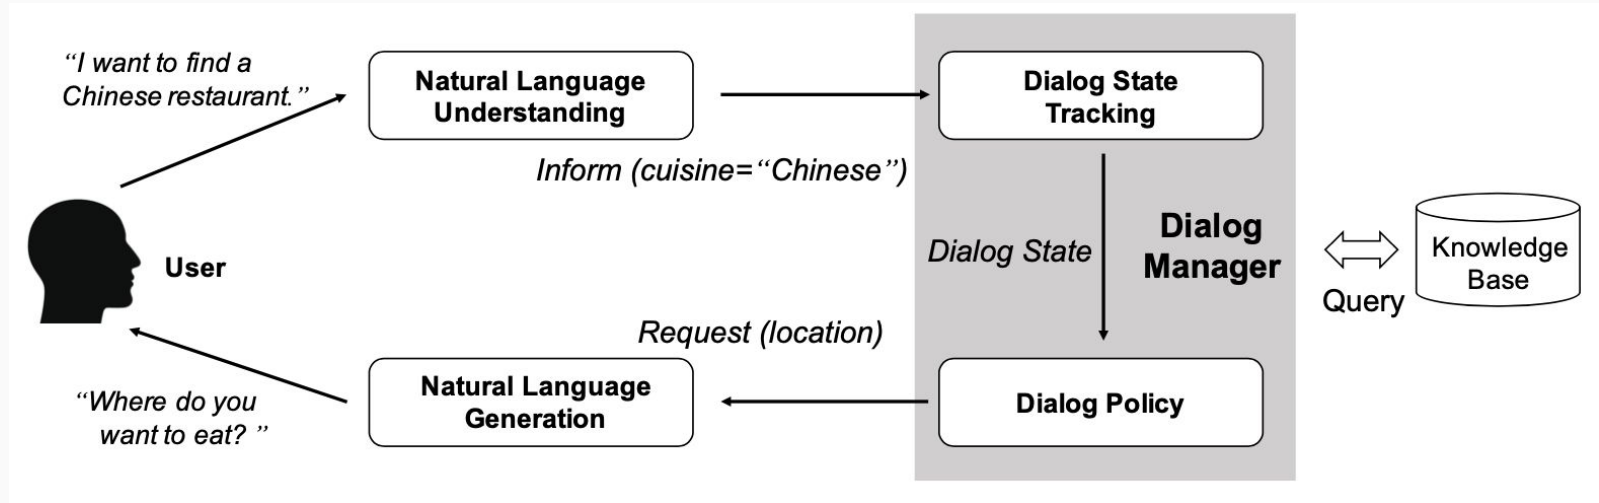 “I want to find a
Chinese restaurant.”
Natural Language
Understanding
Dialog State
Tracking
Inform (cuisine=“Chinese”)
User
Dialog State
Dialog
Manager
Knowledge
Base
Query
Request (location)
“Where do you
want to eat? ”
Natural Language
Generation
Dialog Policy